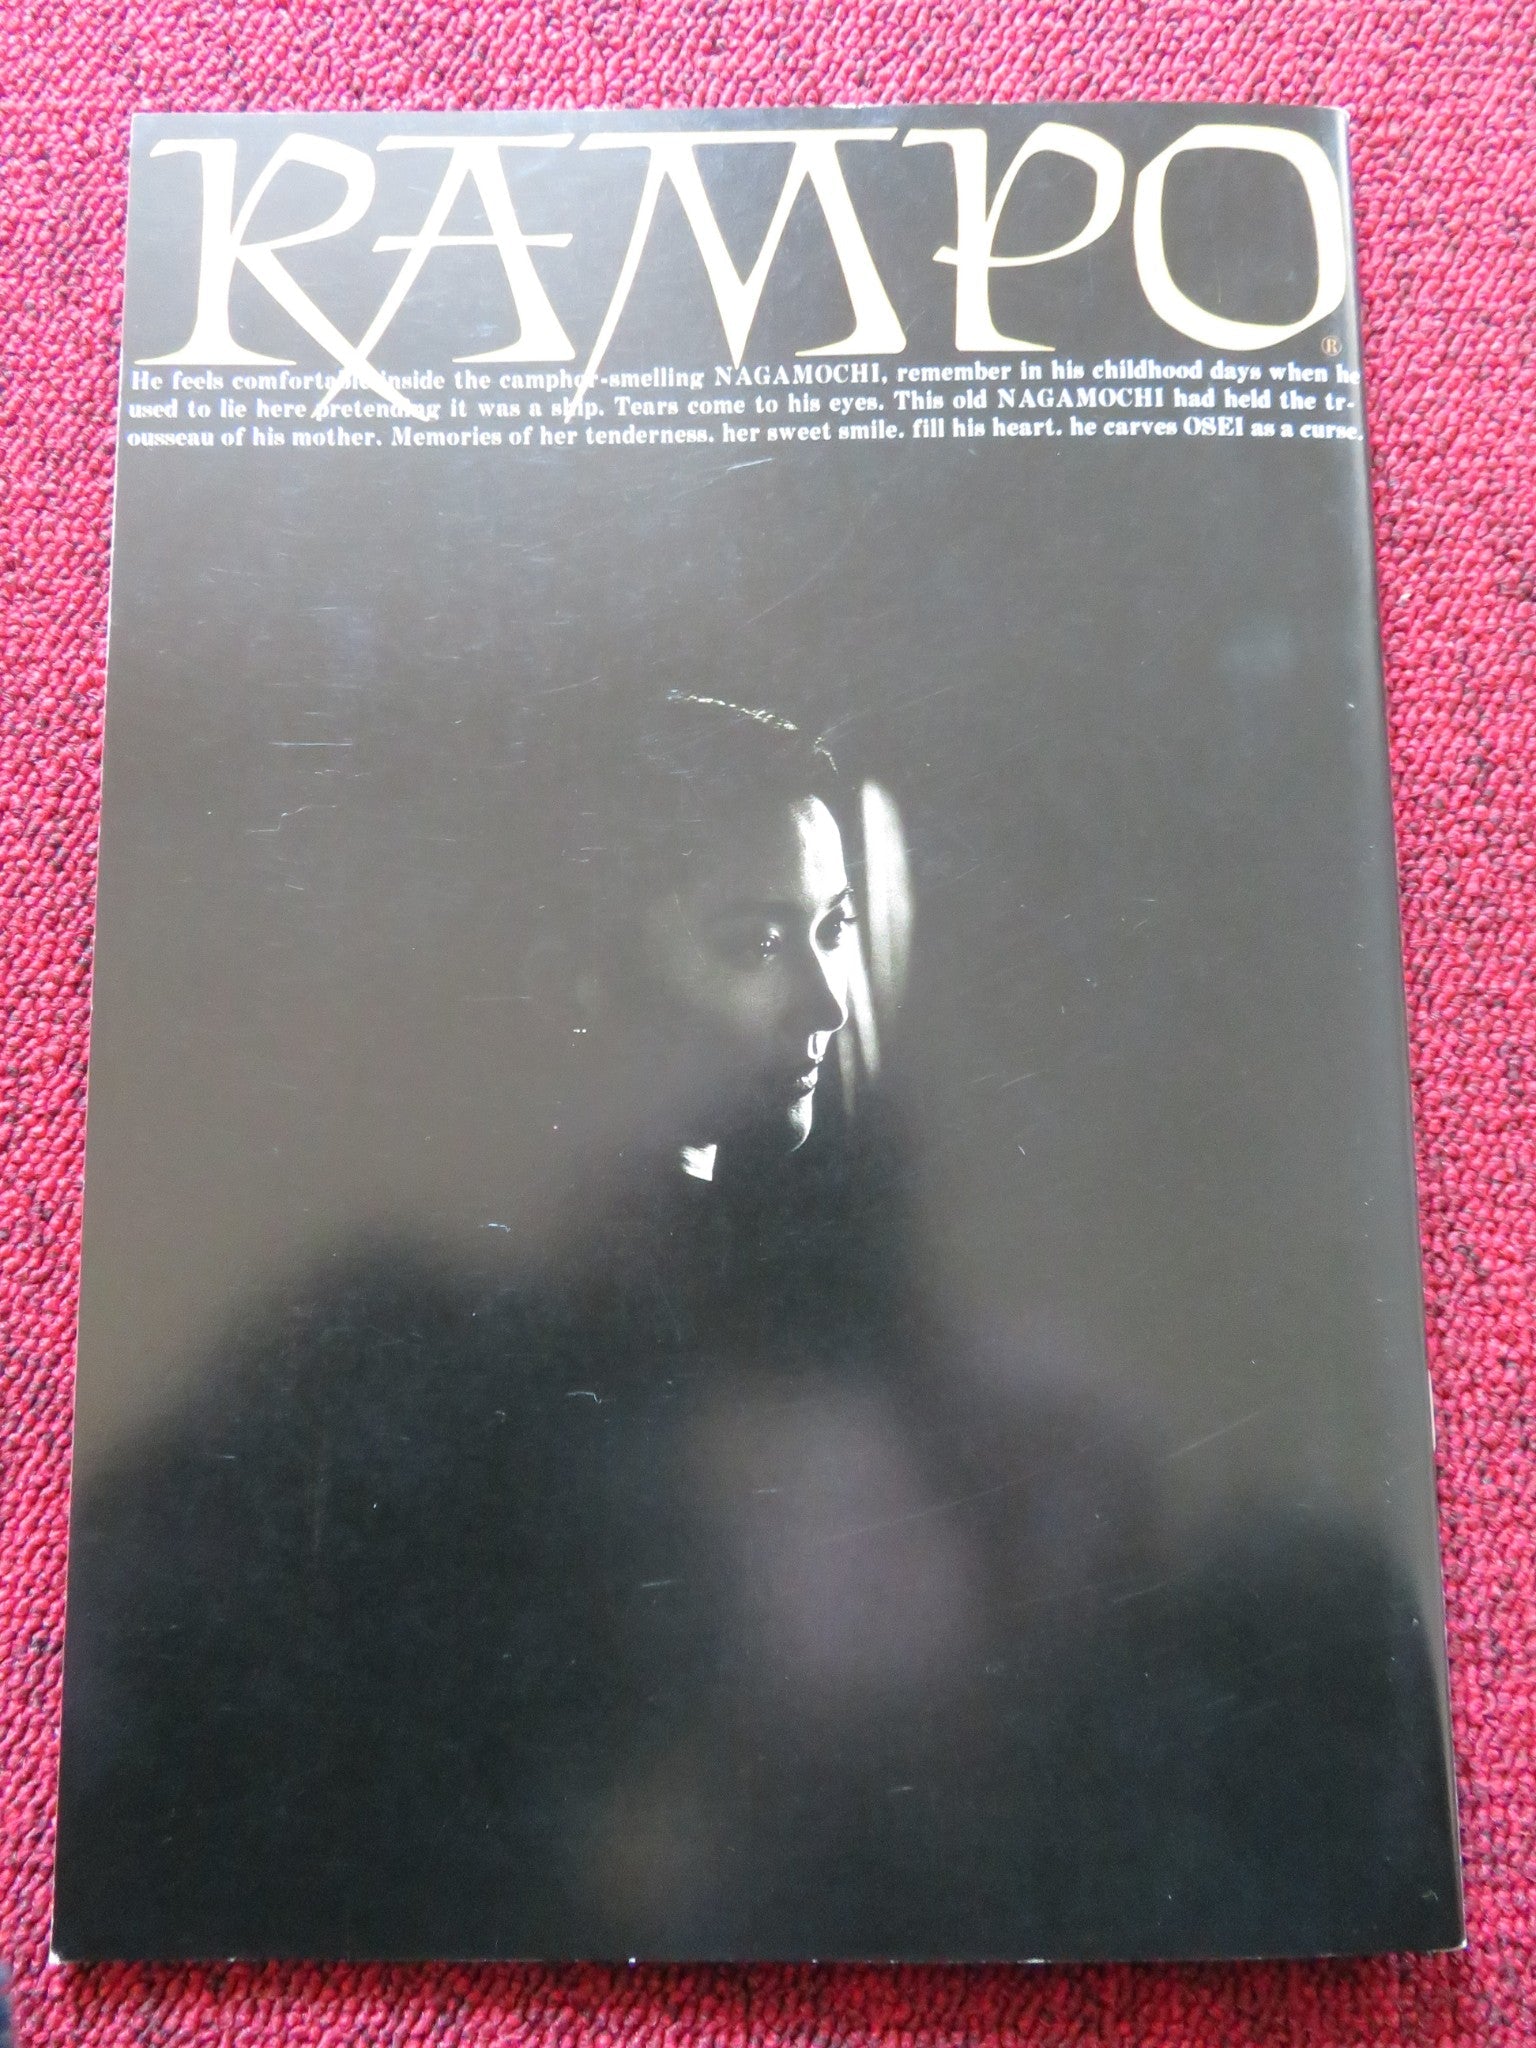 RAMPO
®
He feels comfortable inside the camphor-smelling NAGAMOCHI, remember in his childhood days when he
used to lie here pretending it was a ship. Tears come to his eyes. This old NAGAMOCHI had held the tr-
ousseau of his mother. Memories of her tenderness. her sweet smile. fill his heart. he carves OSEI as a curse.